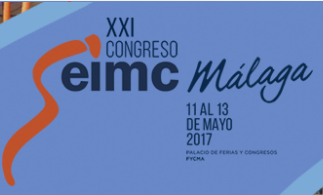 XXI
CONGRESO
seimc Málaga
11 AL 13
DE MAYO
2017
PALACIO DE FERIAS Y CONGRESOS
FYCMA